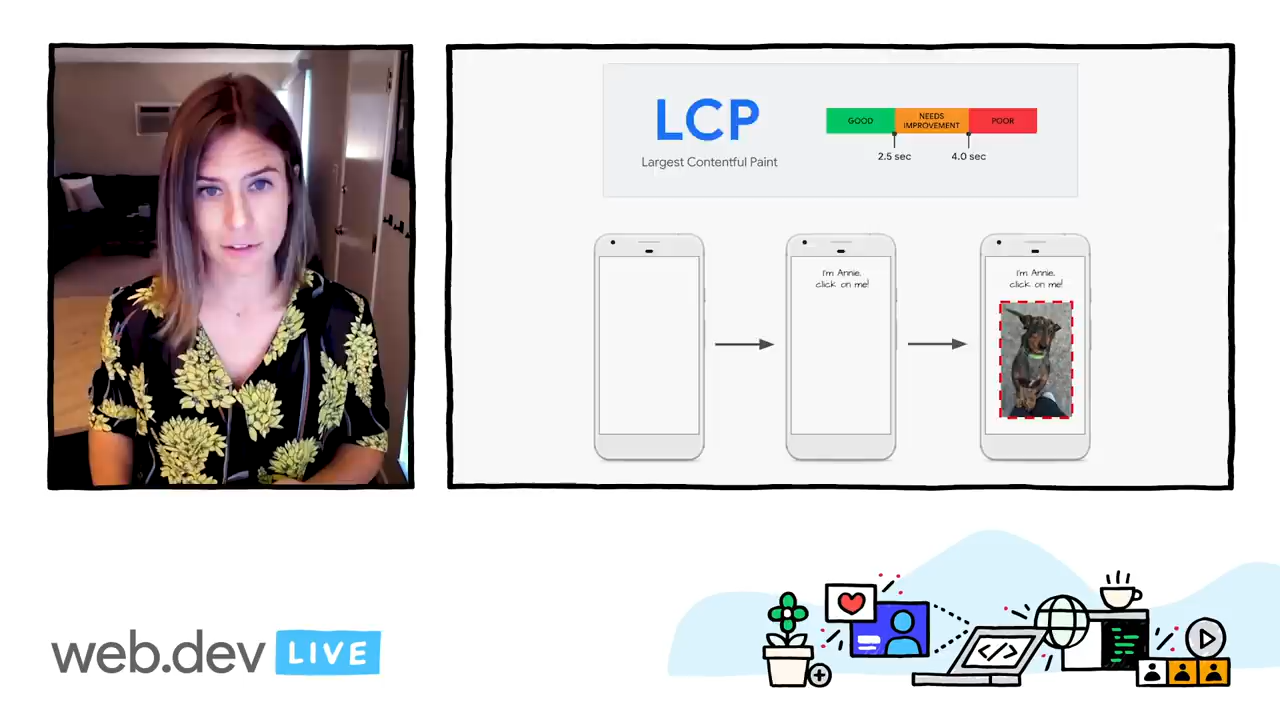 LCP
Largest Contentful Paint
GOOD
NEEDS
IMPROVEMENT
POOR
2.5 sec
4.0 sec
I'm Annie,
click on me!
I'm Annie,
click on me!
web.dev LIVE
</>